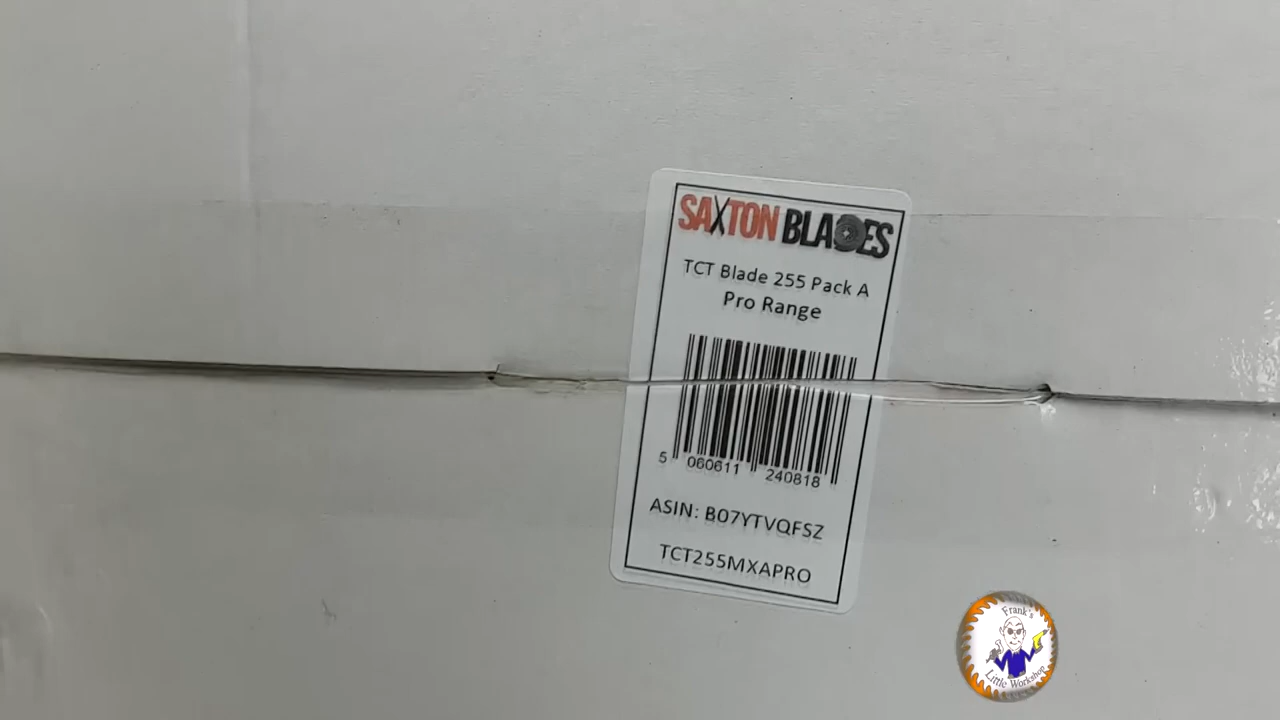 SAXTON BLADES
TCT Blade 255 Pack A
Pro Range
5 060611 240818
ASIN: B07YTVQFSZ
TCT255MXAPRO
Frank's
Little Workshop